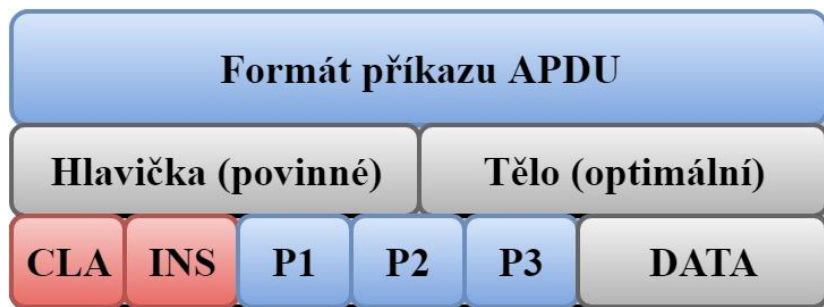 Formát příkazu APDU
Hlavička (povinné) Tělo (optimální)
CLA INS P1 P2 P3 DATA